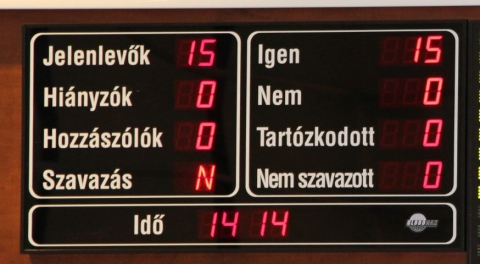 Jelenlevők 15
Hiányzók 0
Hozzászólók 0
Szavazás N
Igen 15
Nem 0
Tartózkodott 0
Nem szavazott 0
Idő 14 14